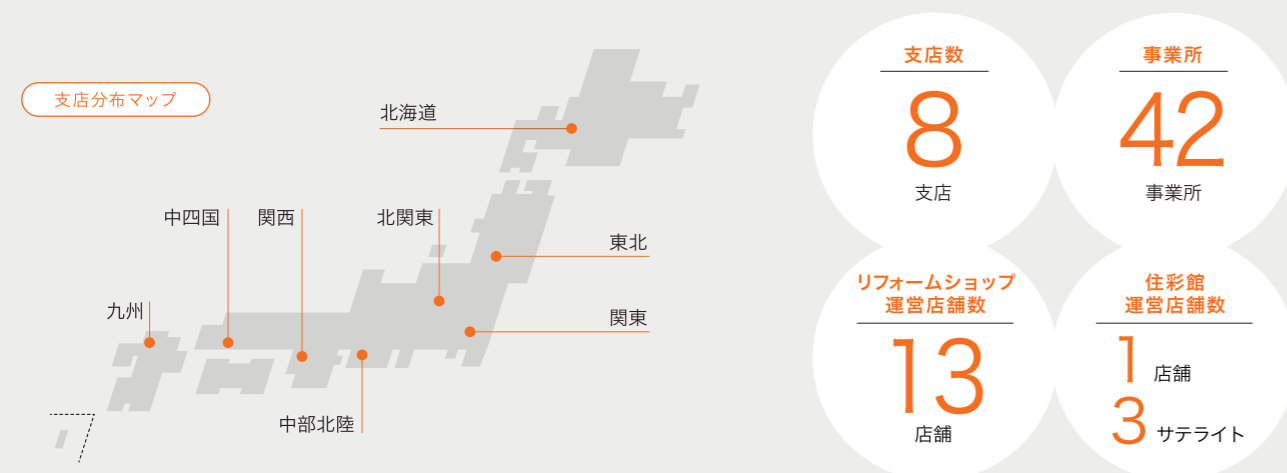 支店分布マップ
北海道
中四国
関西
北関東
東北
九州
関東
中部北陸
支店数
8
支店
事業所
42
事業所
リフォームショップ
運営店舗数
13
店舗
住彩館
運営店舗数
1 店舗
3 サテライト